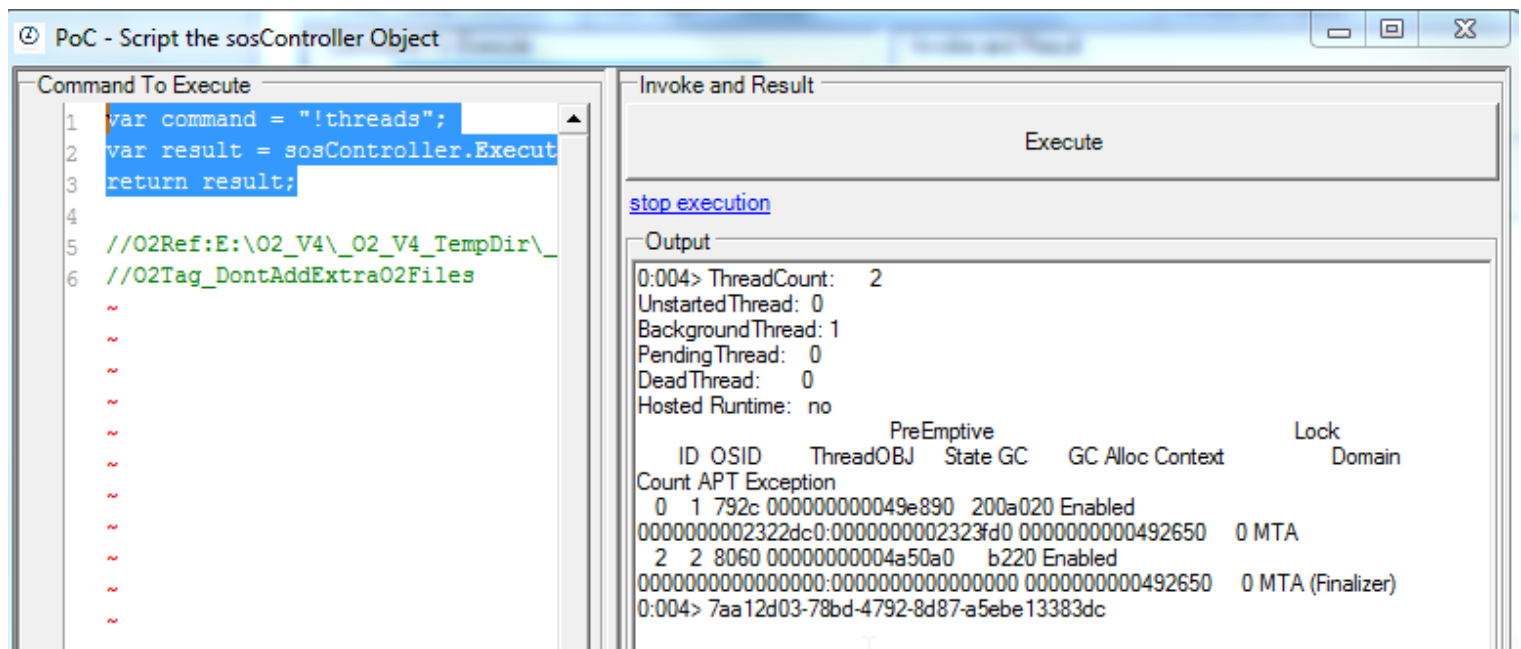 PoC - Script the sosController Object
Command To Execute
1 var command = "!threads";
2 var result = sosController.Execut
3 return result;
4
5 //O2Ref:E:\O2_V4\_O2_V4_TempDir\_
6 //O2Tag_DontAddExtraO2Files
~
~
~
~
~
~
~
~
~
~
~
Invoke and Result
Execute
stop execution
Output
0:004> ThreadCount: 2
UnstartedThread: 0
BackgroundThread: 1
PendingThread: 0
DeadThread: 0
Hosted Runtime: no
PreEmptive Lock
ID OSID ThreadOBJ State GC GC Alloc Context Domain
Count APT Exception
0 1 792c 000000000049e890 200a020 Enabled
0000000002322dc0:0000000002323fd0 0000000000492650 0 MTA
2 2 8060 00000000004a50a0 b220 Enabled
0000000000000000:0000000000000000 0000000000492650 0 MTA (Finalizer)
0:004> 7aa12d03-78bd-4792-8d87-a5ebe13383dc